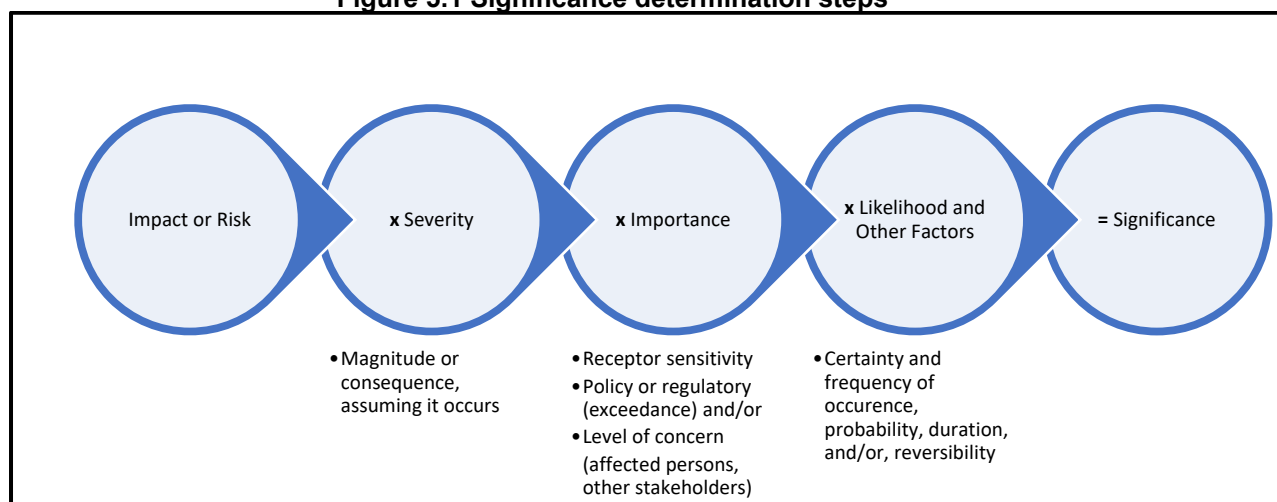 Figure 5.1 Significance determination steps
Impact or Risk
x Severity
x Importance
x Likelihood and
Other Factors
= Significance
•Magnitude or
consequence,
assuming it occurs
•Receptor sensitivity
•Policy or regulatory
(exceedance) and/or
•Level of concern
(affected persons,
other stakeholders)
•Certainty and
frequency of
occurence,
probability, duration,
and/or, reversibility